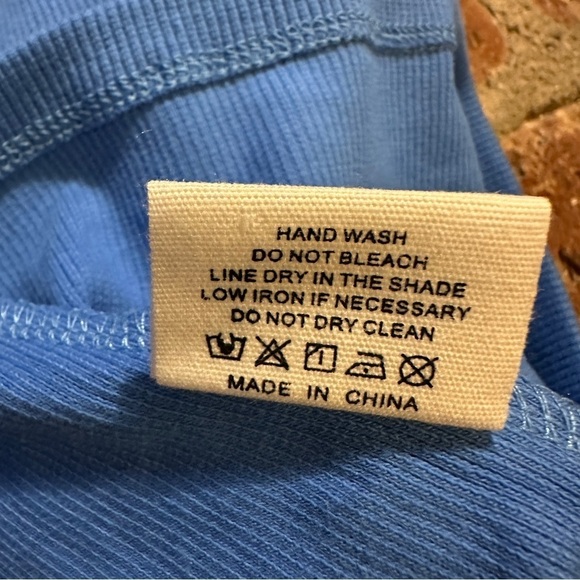 HAND WASH
DO NOT BLEACH
LINE DRY IN THE SHADE
LOW IRON IF NECESSARY
DO NOT DRY CLEAN
MADE IN CHINA